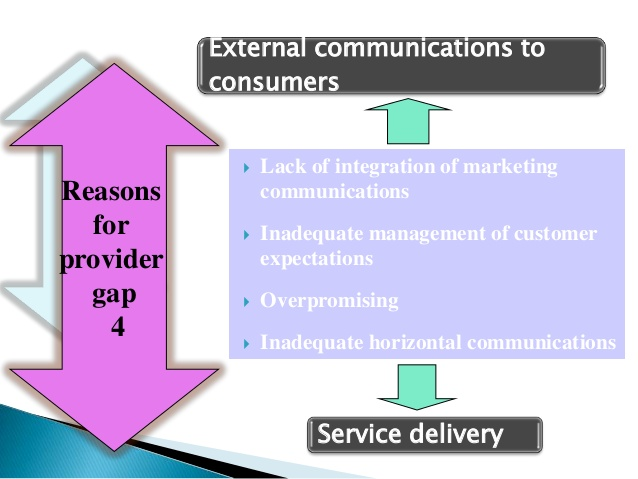 External communications to
consumers
Reasons
for
provider
gap
4
Lack of integration of marketing
communications
Inadequate management of customer
expectations
Overpromising
Inadequate horizontal communications
Service delivery